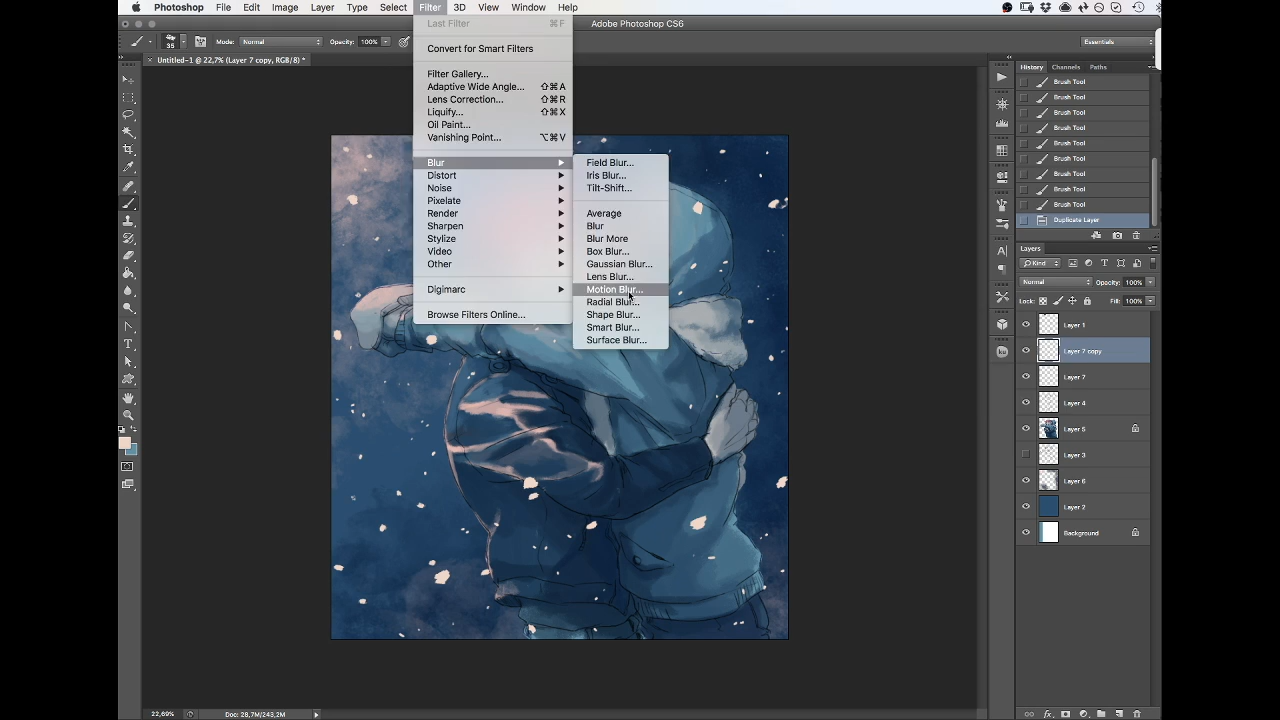 Photoshop File Edit Image Layer Type Select Filter 3D View Window Help
Adobe Photoshop CS6
35 Mode: Normal Opacity: 100% Essentials
Untitled-1 @ 22,7% (Layer 7 copy, RGB/8) *
Last Filter ⌘F
Convert for Smart Filters
Filter Gallery...
Adaptive Wide Angle... ⇧⌘A
Lens Correction... ⇧⌘R
Liquify... ⇧⌘X
Oil Paint...
Vanishing Point... ⌥⌘V
Blur
Distort
Noise
Pixelate
Render
Sharpen
Stylize
Video
Other
Digimarc
Browse Filters Online...
Field Blur...
Iris Blur...
Tilt-Shift...
Average
Blur
Blur More
Box Blur...
Gaussian Blur...
Lens Blur...
Motion Blur...
Radial Blur...
Shape Blur...
Smart Blur...
Surface Blur...
History Channels Paths
Brush Tool
Brush Tool
Brush Tool
Brush Tool
Brush Tool
Brush Tool
Brush Tool
Brush Tool
Brush Tool
Duplicate Layer
Layers
Kind
Normal Opacity: 100%
Lock: Fill: 100%
Layer 1
Layer 7 copy
Layer 7
Layer 4
Layer 5
Layer 3
Layer 6
Layer 2
Background
ku
fx
22,69% Doc: 28,7M/243,2M